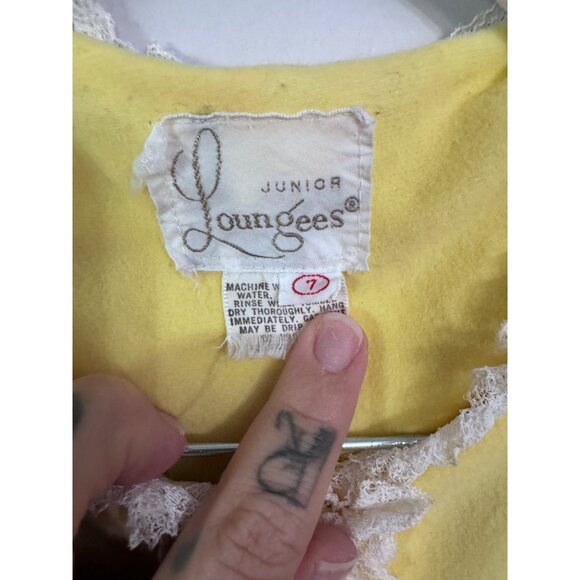 JUNIOR
Loungees®
7
MACHINE
WATER,
RINSE
DRY THOROUGHLY. HANG
IMMEDIATELY.
MAY BE DRIP